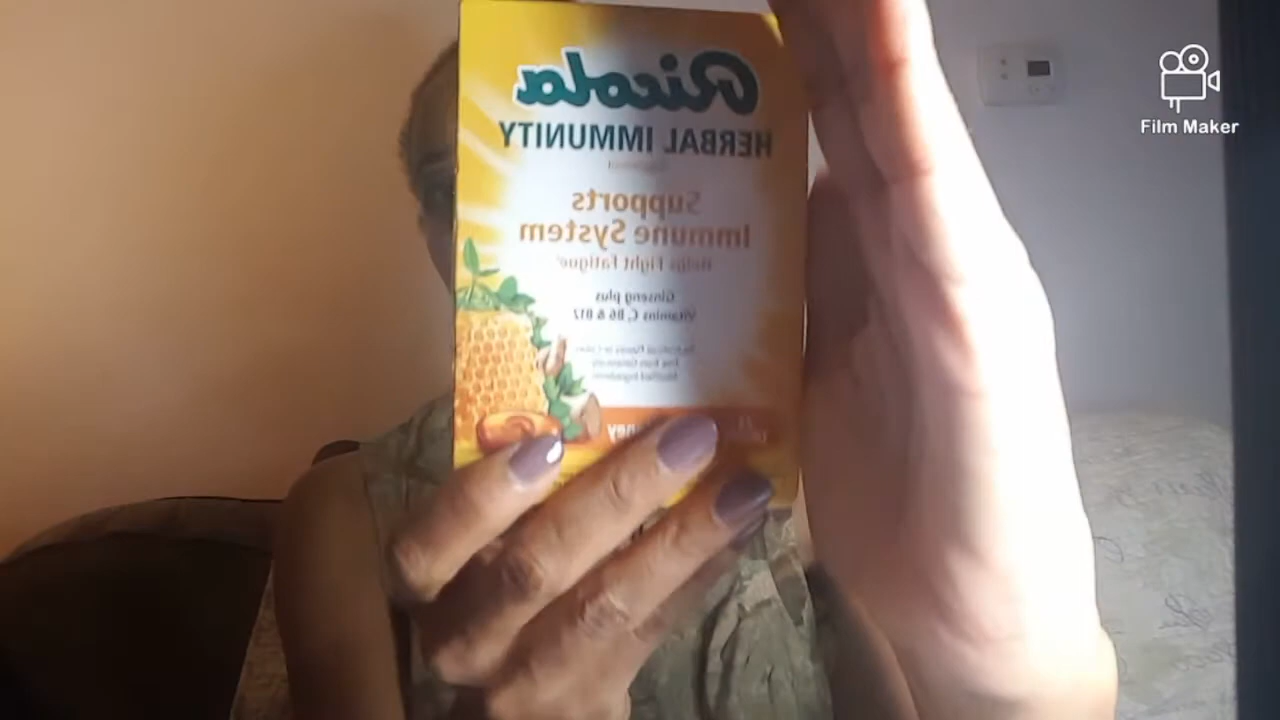 Ricola
HERBAL IMMUNITY
Supports
Immune System
Helps Fight Fatigue*
Ginseng plus
Vitamins C, B6 & B12
Film Maker